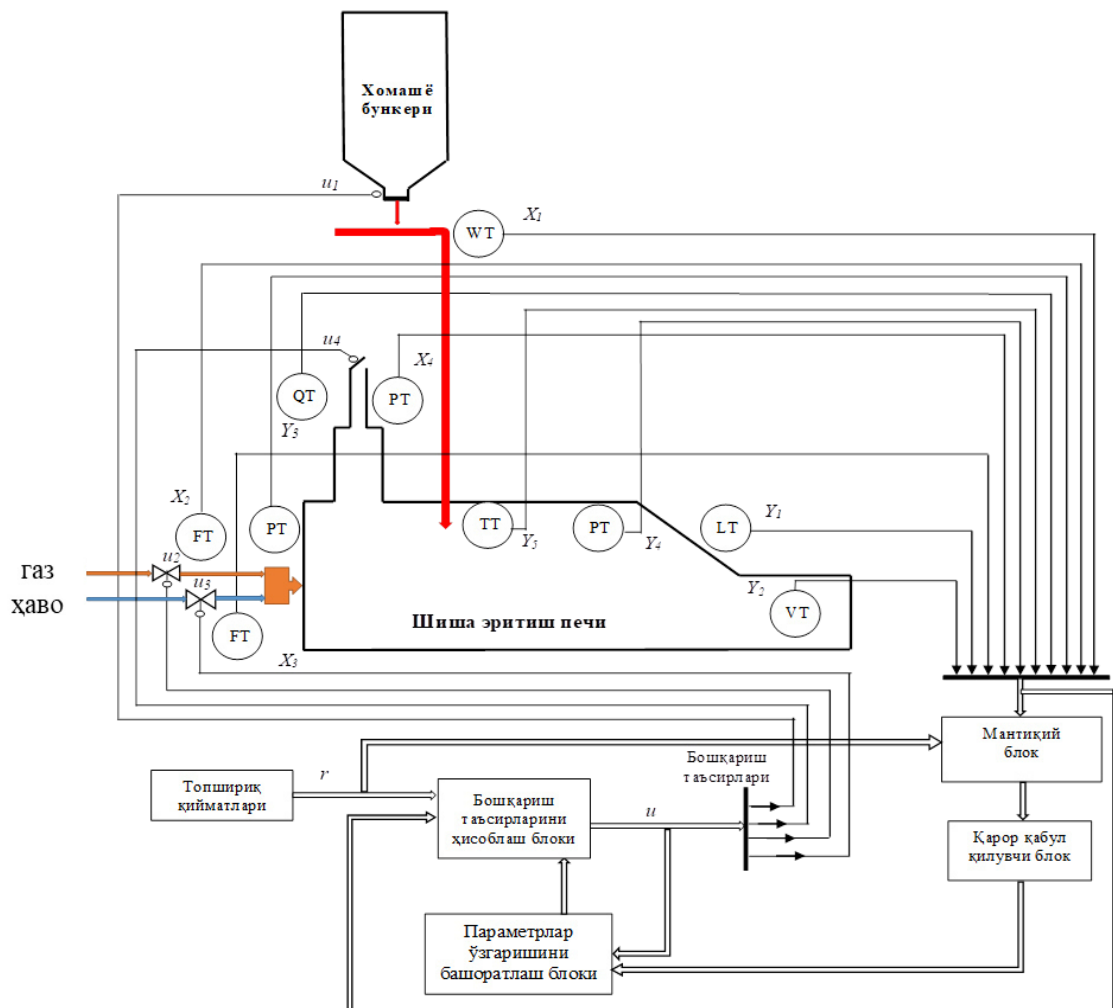 Хомашё
бункери
u1
WT
X1
u4
X4
QT
PT
Y3
X2
FT
PT
TT
Y5
PT
Y4
LT
Y1
газ
u2
ҳаво
u3
FT
Y2
VT
Шиша эритиш печи
X3
Мантиқий
блок
Бошқариш
таъсирлари
Топшириқ
қийматлари
r
Бошқариш
таъсирларини
ҳисоблаш блоки
u
Қарор қабул
қилувчи блок
Параметрлар
ўзгаришини
башоратлаш блоки